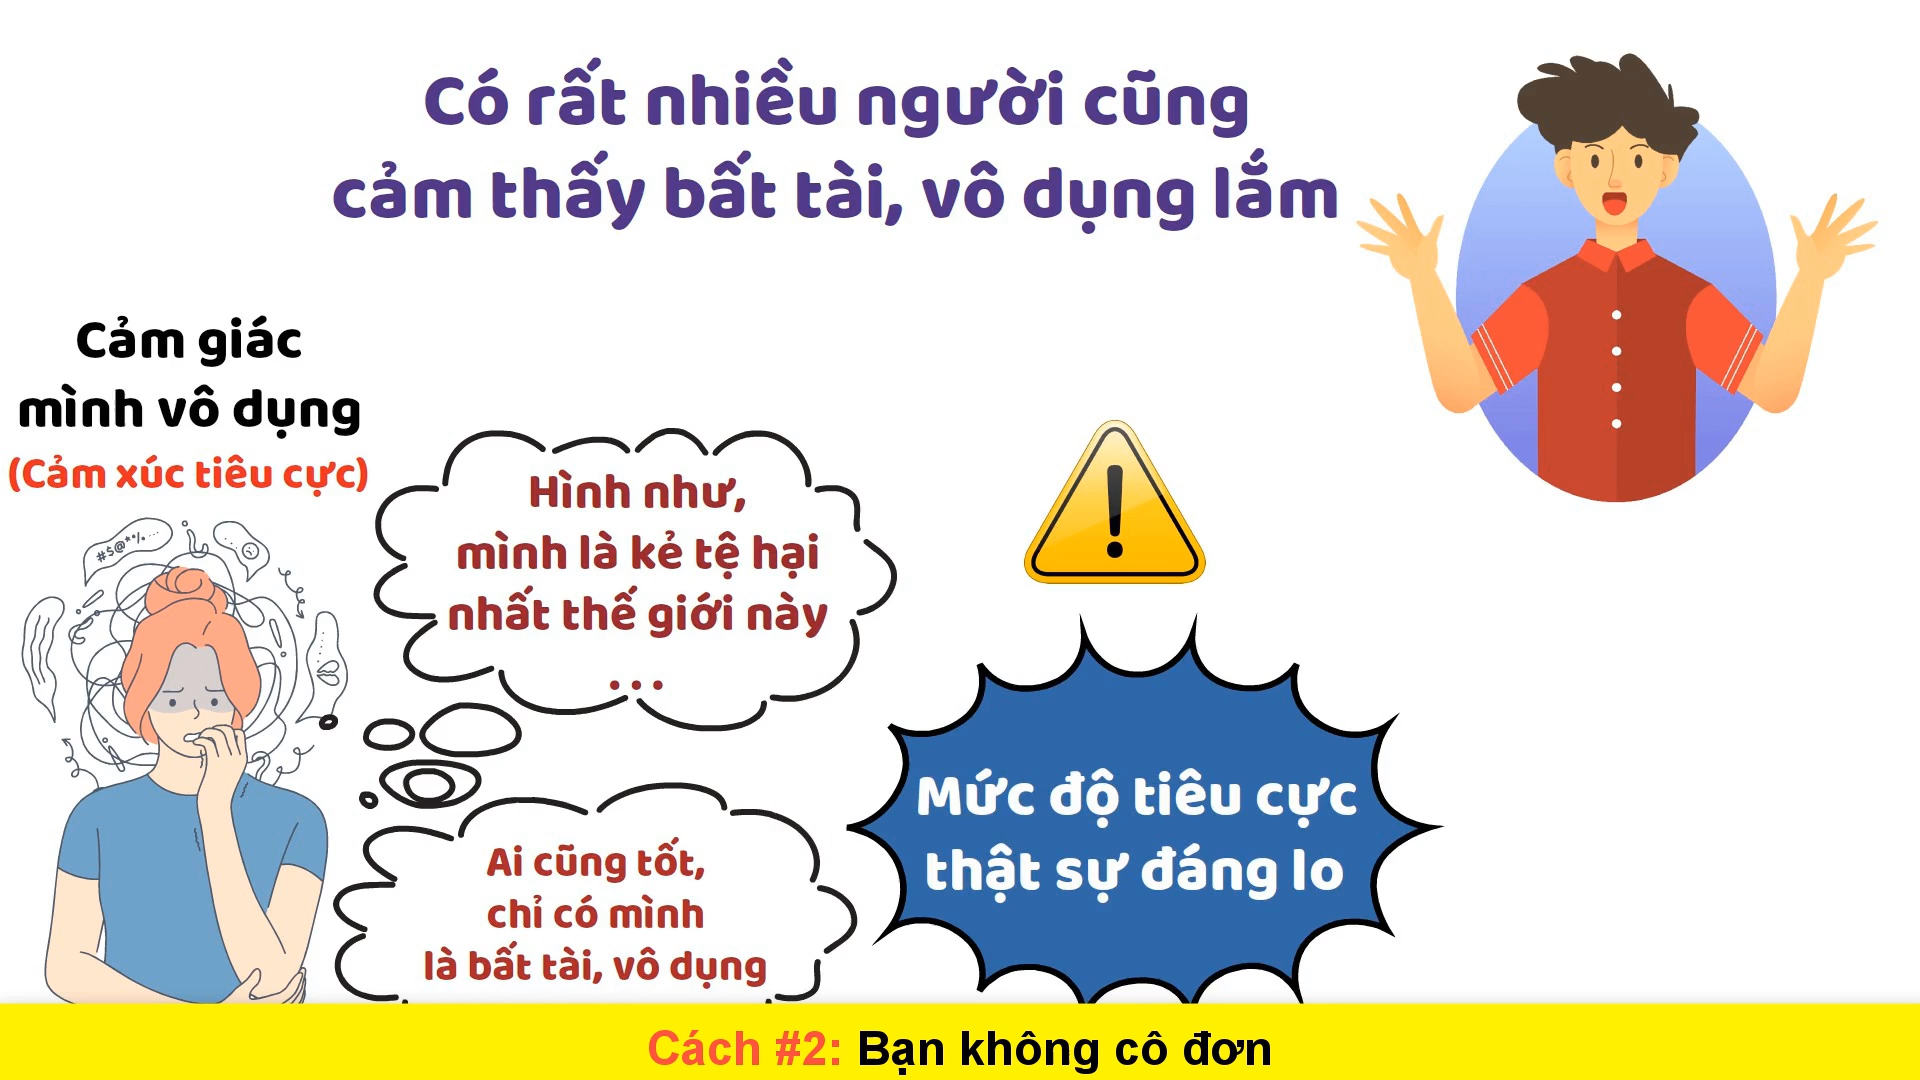 Có rất nhiều người cũng
cảm thấy bất tài, vô dụng lắm
Cảm giác
mình vô dụng
(Cảm xúc tiêu cực)
#$@*%...
Hình như,
mình là kẻ tệ hại
nhất thế giới này
...
Ai cũng tốt,
chỉ có mình
là bất tài, vô dụng
!
Mức độ tiêu cực
thật sự đáng lo
Cách #2: Bạn không cô đơn